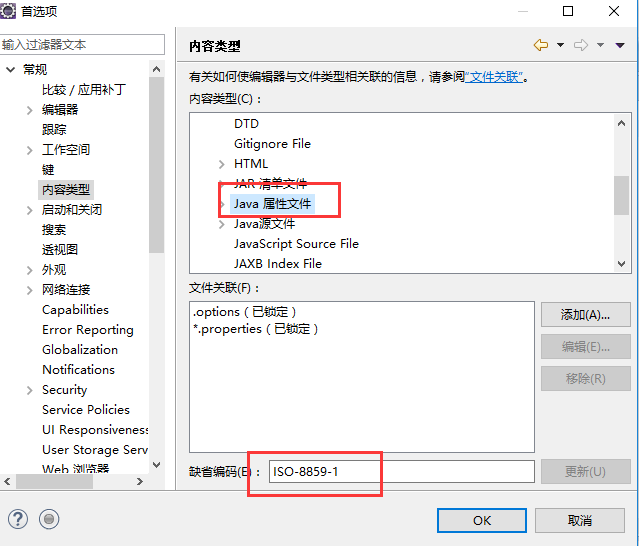 首选项
输入过滤器文本
常规
比较 / 应用补丁
编辑器
跟踪
工作空间
键
内容类型
启动和关闭
搜索
透视图
外观
网络连接
Capabilities
Error Reporting
Globalization
Notifications
Security
Service Policies
UI Responsiveness
User Storage Serv
Web 浏览器
内容类型
有关如何使编辑器与文件类型相关联的信息，请参阅“文件关联”。
内容类型(C)：
DTD
Gitignore File
HTML
JAR 清单文件
Java 属性文件
Java源文件
JavaScript Source File
JAXB Index File
文件关联(F)：
.options（已锁定）
*.properties（已锁定）
添加(A)...
编辑(E)...
移除(R)
缺省编码(E)：
ISO-8859-1
更新(U)
?
OK
取消